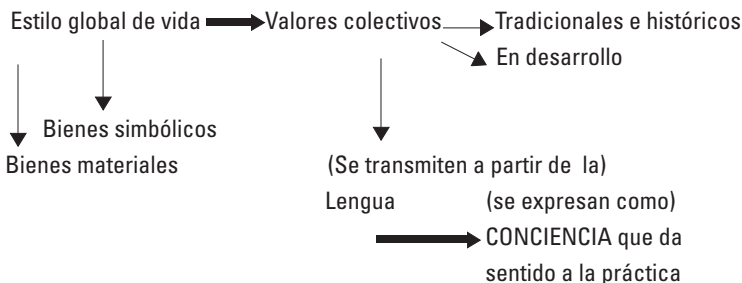 Estilo global de vida Valores colectivos Tradicionales e históricos
En desarrollo
Bienes simbólicos
Bienes materiales (Se transmiten a partir de la)
Lengua (se expresan como)
CONCIENCIA que da
sentido a la práctica